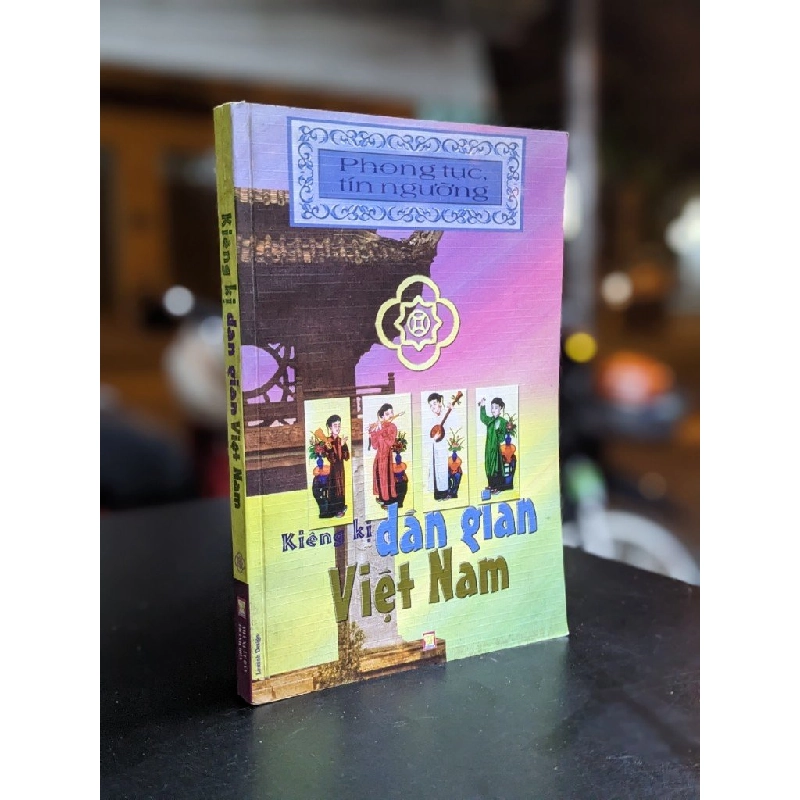 Phong tục,
tín ngưỡng
Kiêng kị
dân gian
Việt Nam
Kiêng kị dân gian Việt Nam